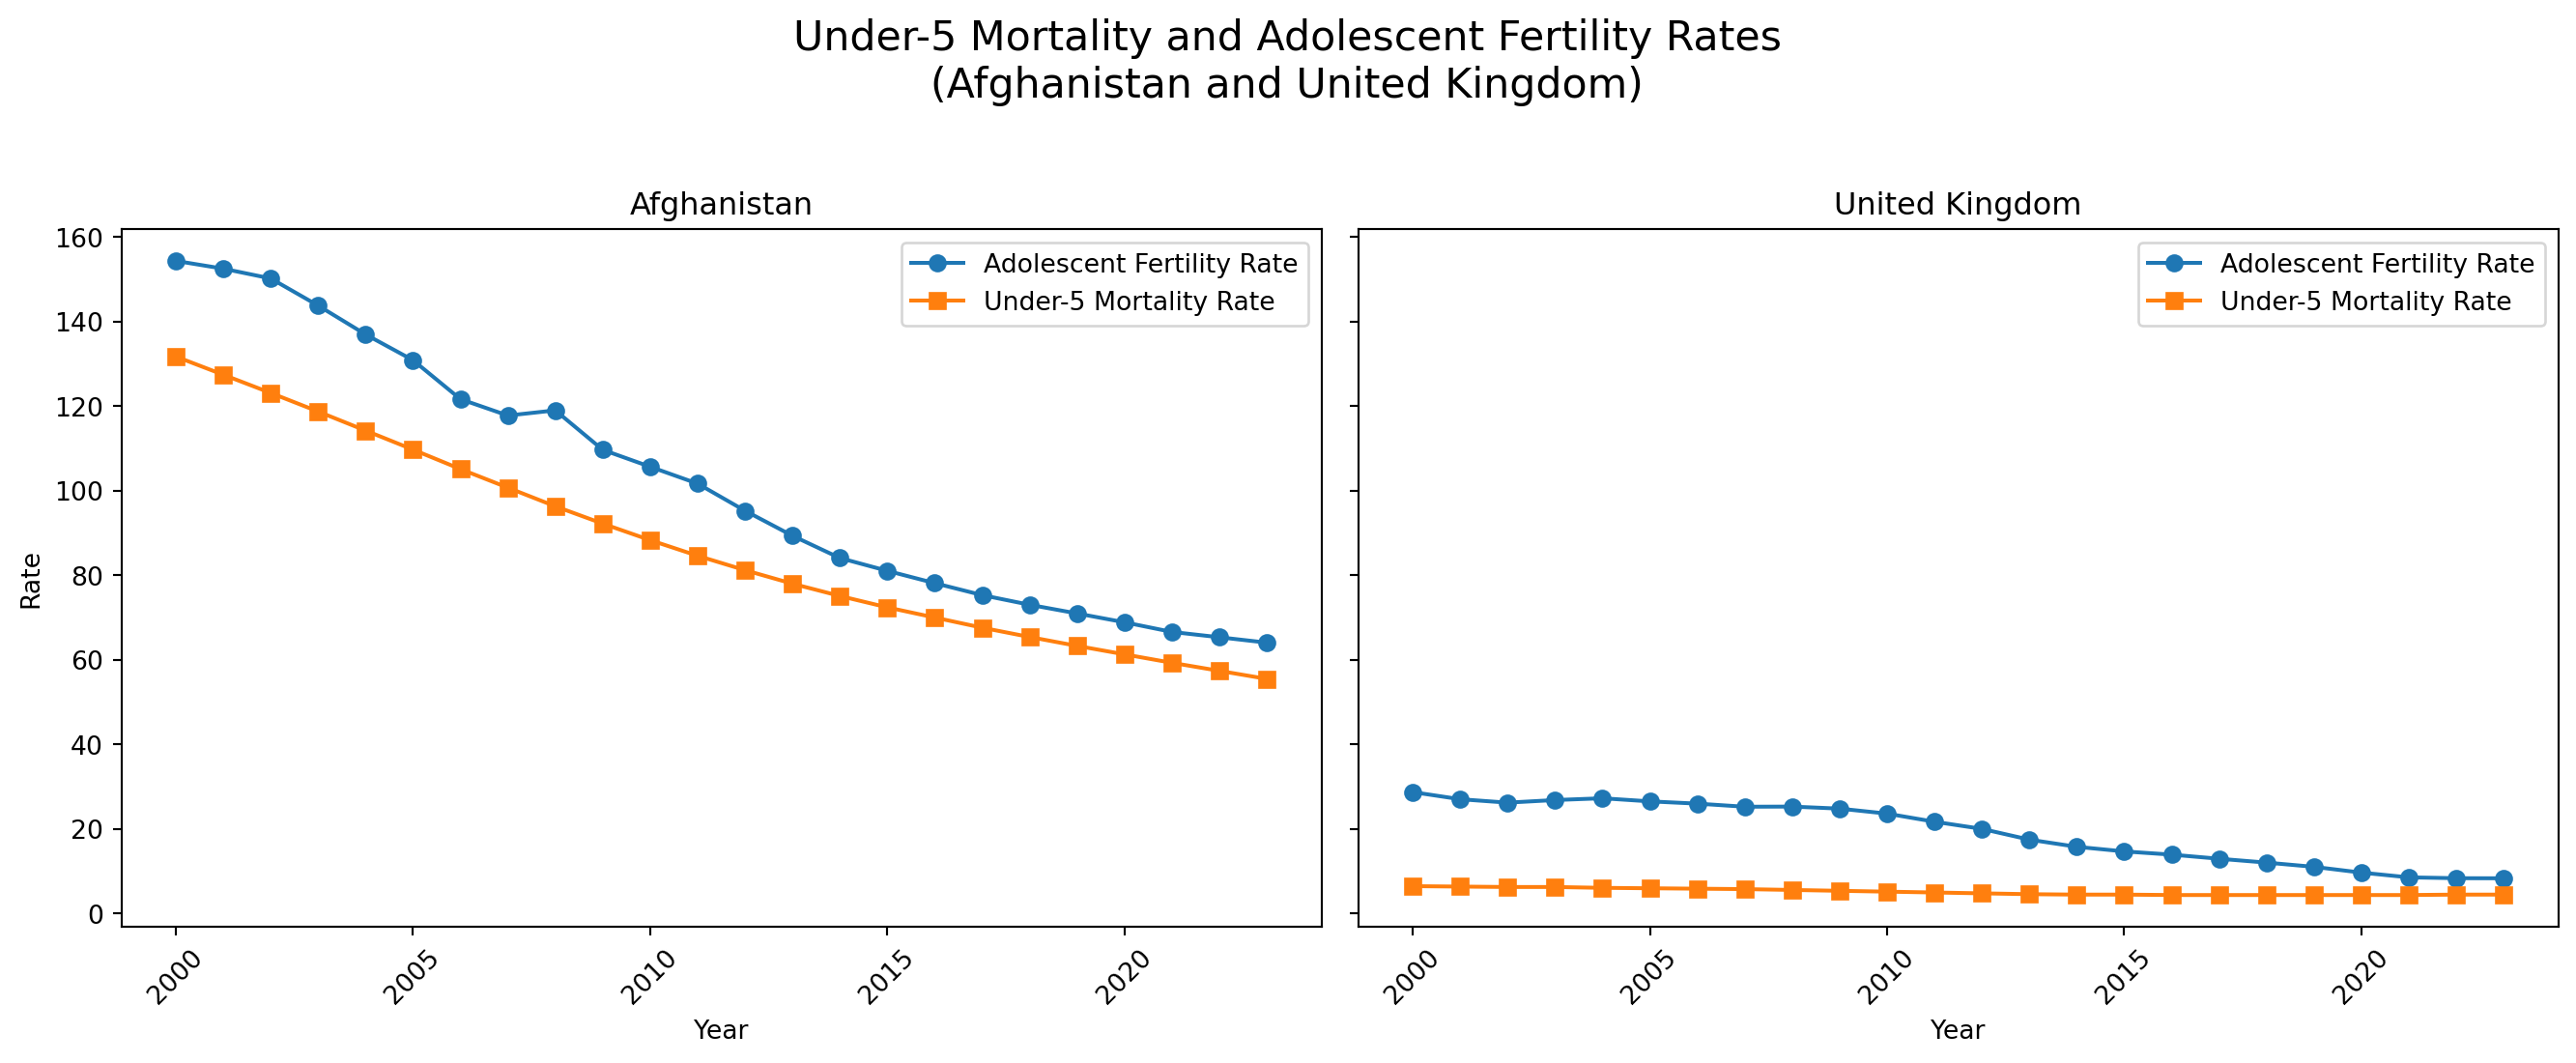 Under-5 Mortality and Adolescent Fertility Rates
(Afghanistan and United Kingdom)
Afghanistan
Adolescent Fertility Rate
Under-5 Mortality Rate
160
140
120
100
80
60
40
20
0
Rate
2000
2005
2010
2015
2020
Year
United Kingdom
Adolescent Fertility Rate
Under-5 Mortality Rate
2000
2005
2010
2015
2020
Year